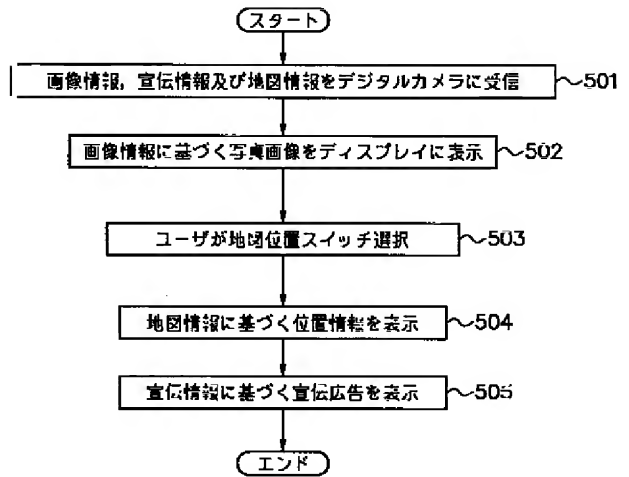 スタート
画像情報，宣伝情報及び地図情報をデジタルカメラに受信 501
画像情報に基づく写真画像をディスプレイに表示 502
ユーザが地図位置スイッチ選択 503
地図情報に基づく位置情報を表示 504
宣伝情報に基づく宣伝広告を表示 505
エンド